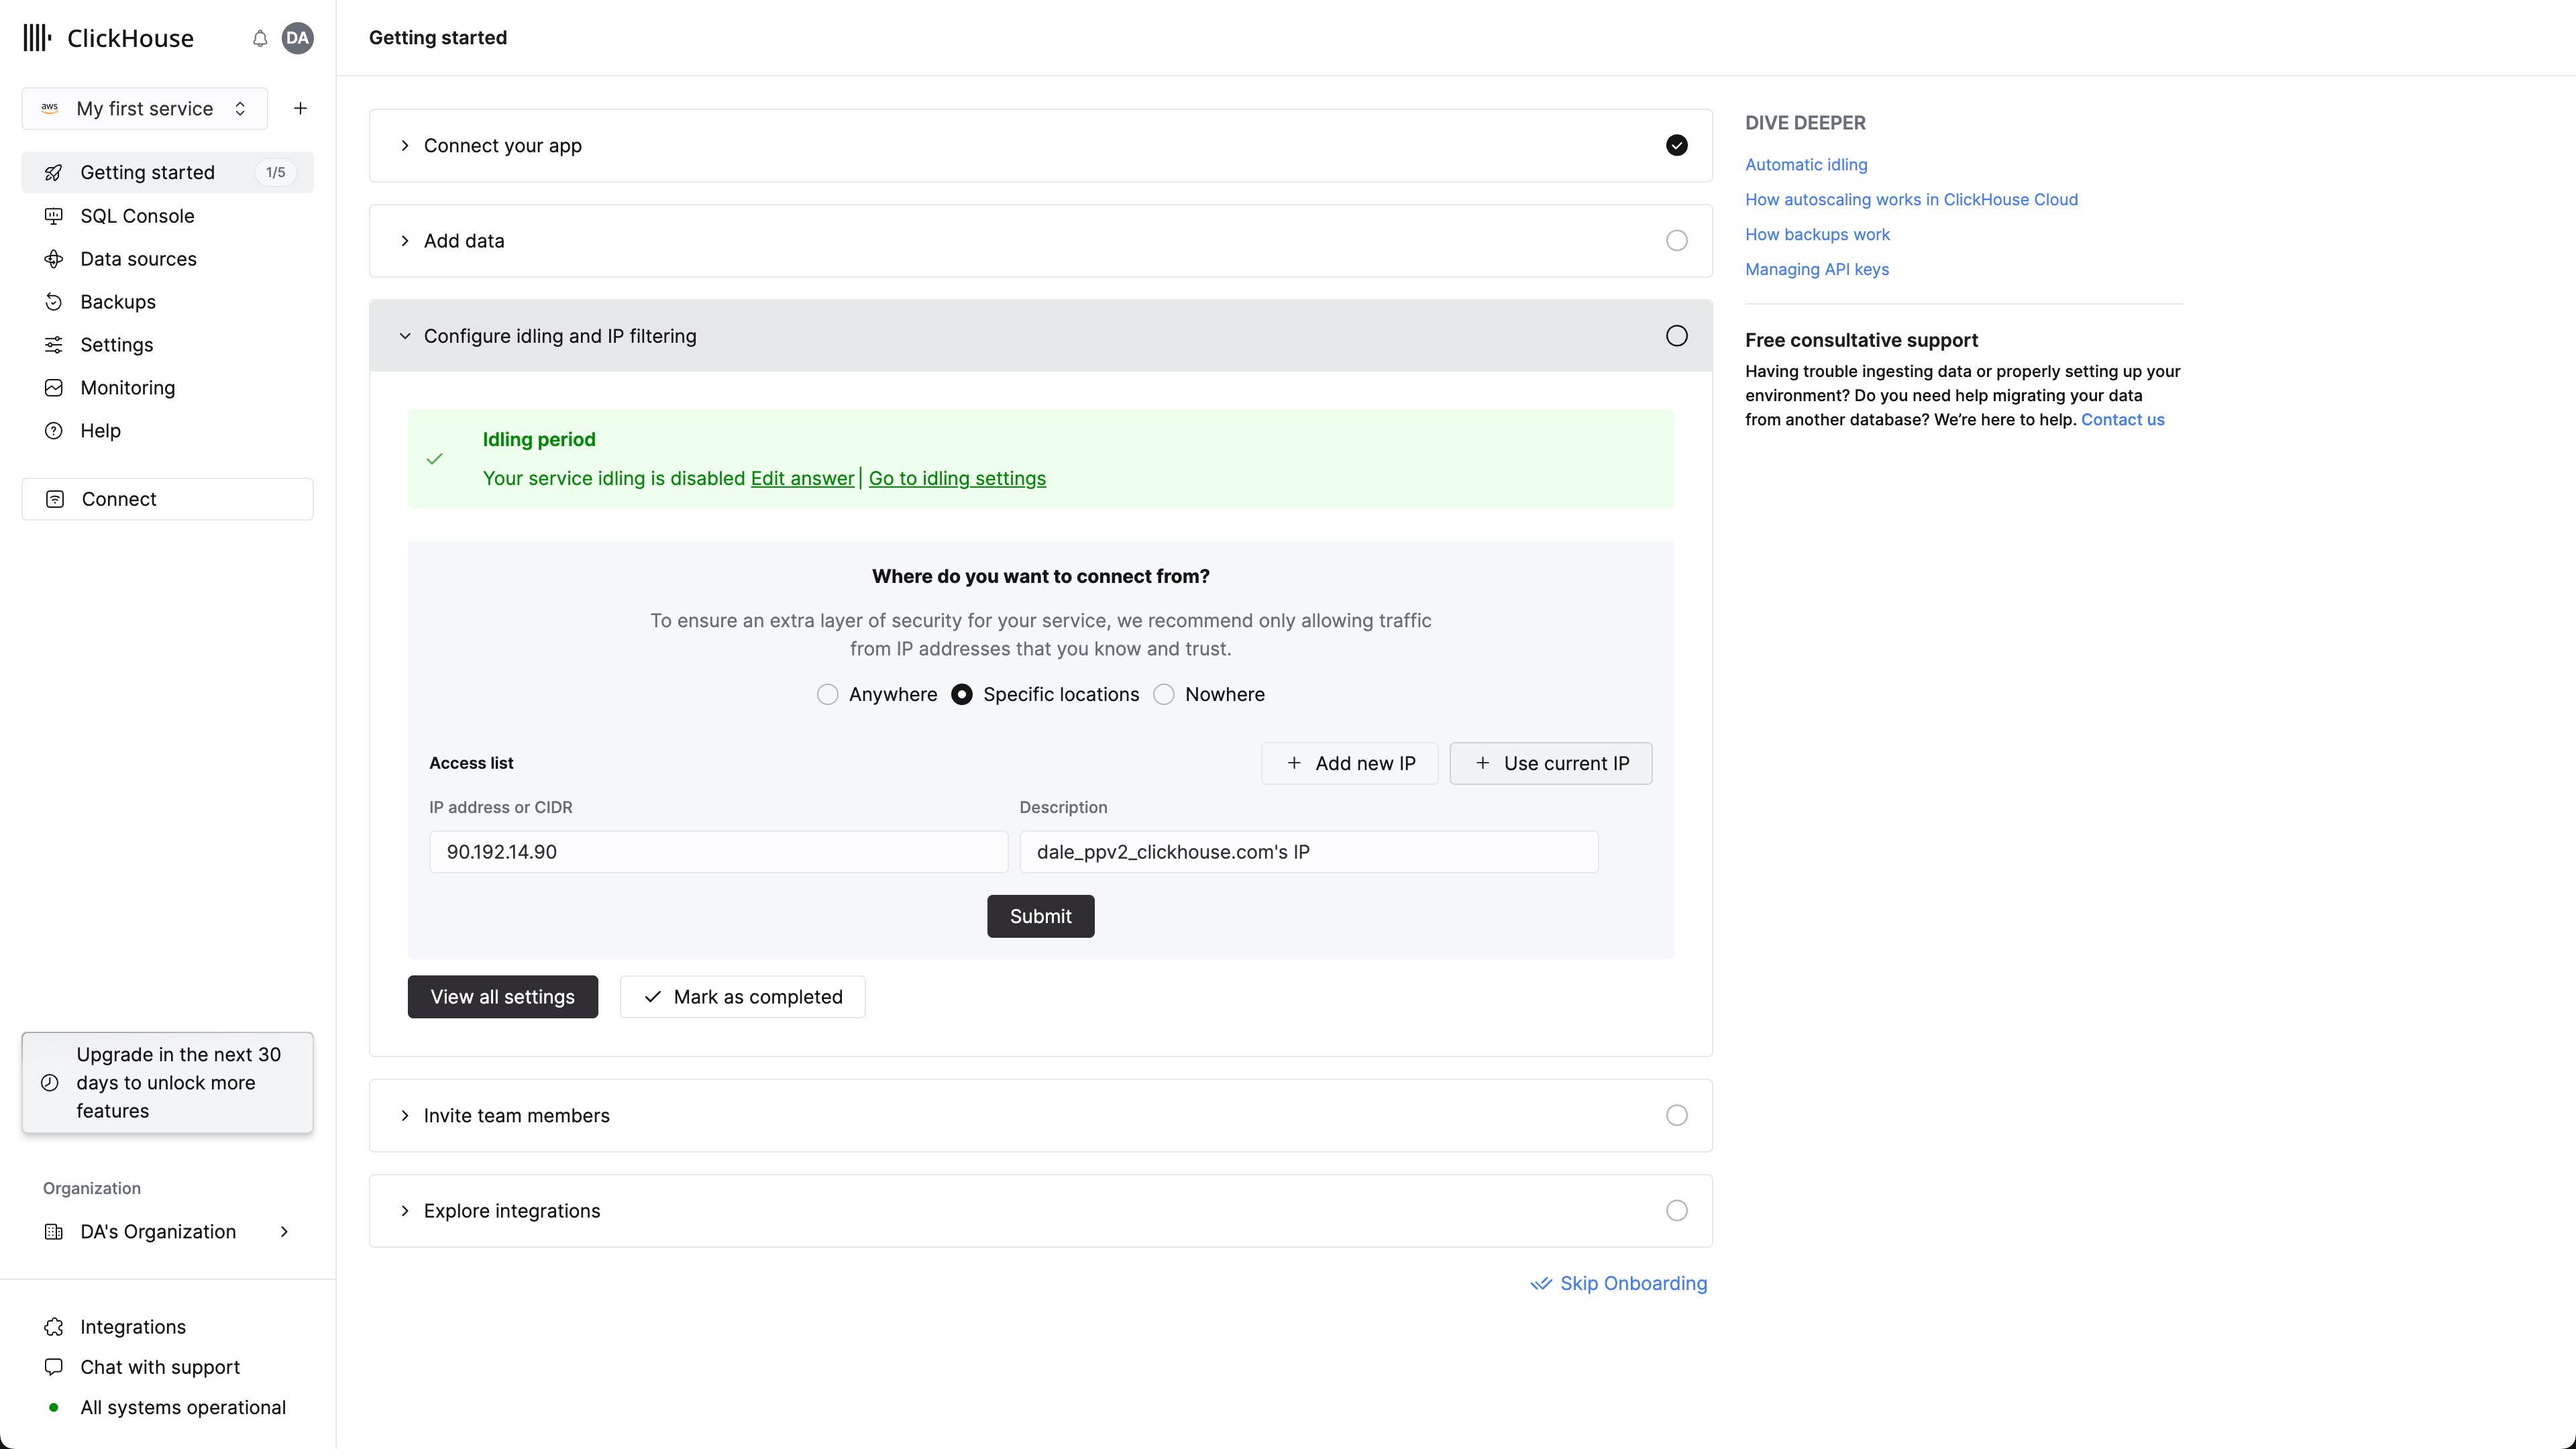 ClickHouse
DA
aws
My first service
Getting started
1/5
SQL Console
Data sources
Backups
Settings
Monitoring
Help
Connect
Upgrade in the next 30
days to unlock more
features
Organization
DA's Organization
Integrations
Chat with support
All systems operational
Getting started
Connect your app
Add data
Configure idling and IP filtering
Idling period
Your service idling is disabled Edit answer | Go to idling settings
Where do you want to connect from?
To ensure an extra layer of security for your service, we recommend only allowing traffic
from IP addresses that you know and trust.
Anywhere
Specific locations
Nowhere
Access list
+ Add new IP
+ Use current IP
IP address or CIDR
Description
90.192.14.90
dale_ppv2_clickhouse.com's IP
Submit
View all settings
Mark as completed
Invite team members
Explore integrations
Skip Onboarding
DIVE DEEPER
Automatic idling
How autoscaling works in ClickHouse Cloud
How backups work
Managing API keys
Free consultative support
Having trouble ingesting data or properly setting up your
environment? Do you need help migrating your data
from another database? We’re here to help. Contact us